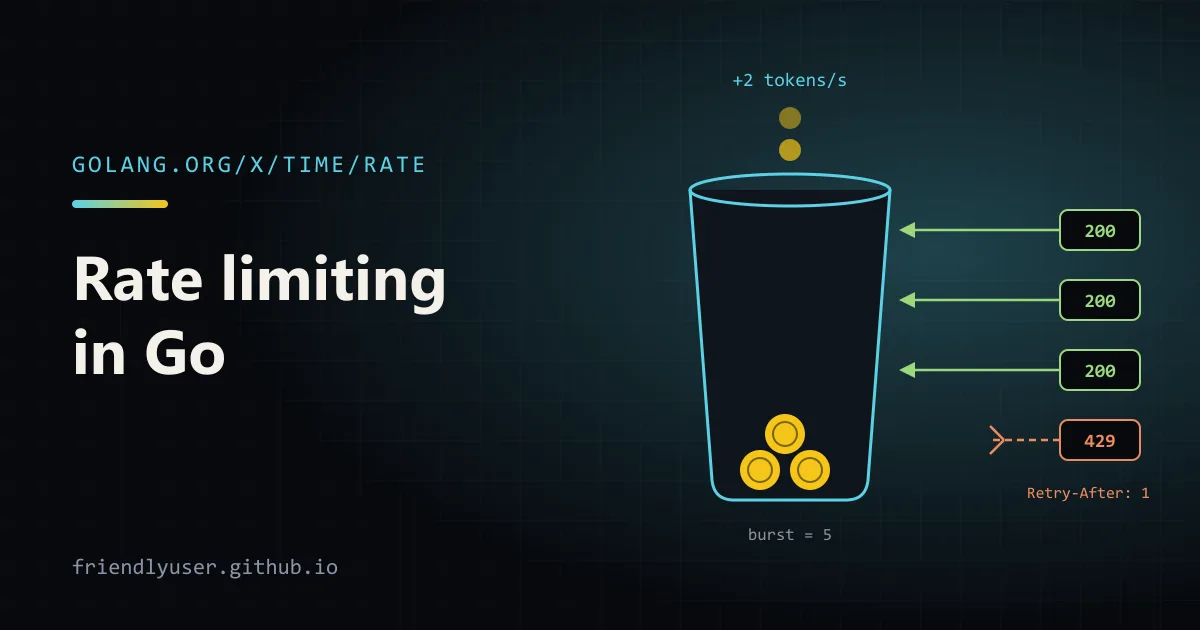 GOLANG.ORG/X/TIME/RATE
Rate limiting
in Go
friendlyuser.github.io
+2 tokens/s
200
200
200
429
Retry-After: 1
burst = 5